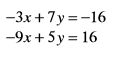 −3x + 7y = −16
−9x + 5y = 16